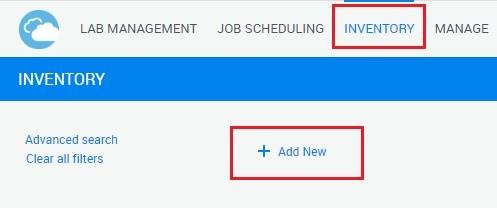 LAB MANAGEMENT JOB SCHEDULING INVENTORY MANAGE
INVENTORY
Advanced search
Clear all filters
+ Add New